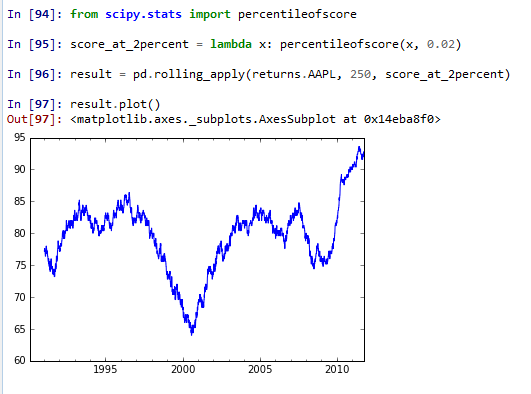 In [94]: from scipy.stats import percentileofscore
In [95]: score_at_2percent = lambda x: percentileofscore(x, 0.02)
In [96]: result = pd.rolling_apply(returns.AAPL, 250, score_at_2percent)
In [97]: result.plot()
Out[97]: <matplotlib.axes._subplots.AxesSubplot at 0x14eba8f0>
95
90
85
80
75
70
65
60
1995 2000 2005 2010